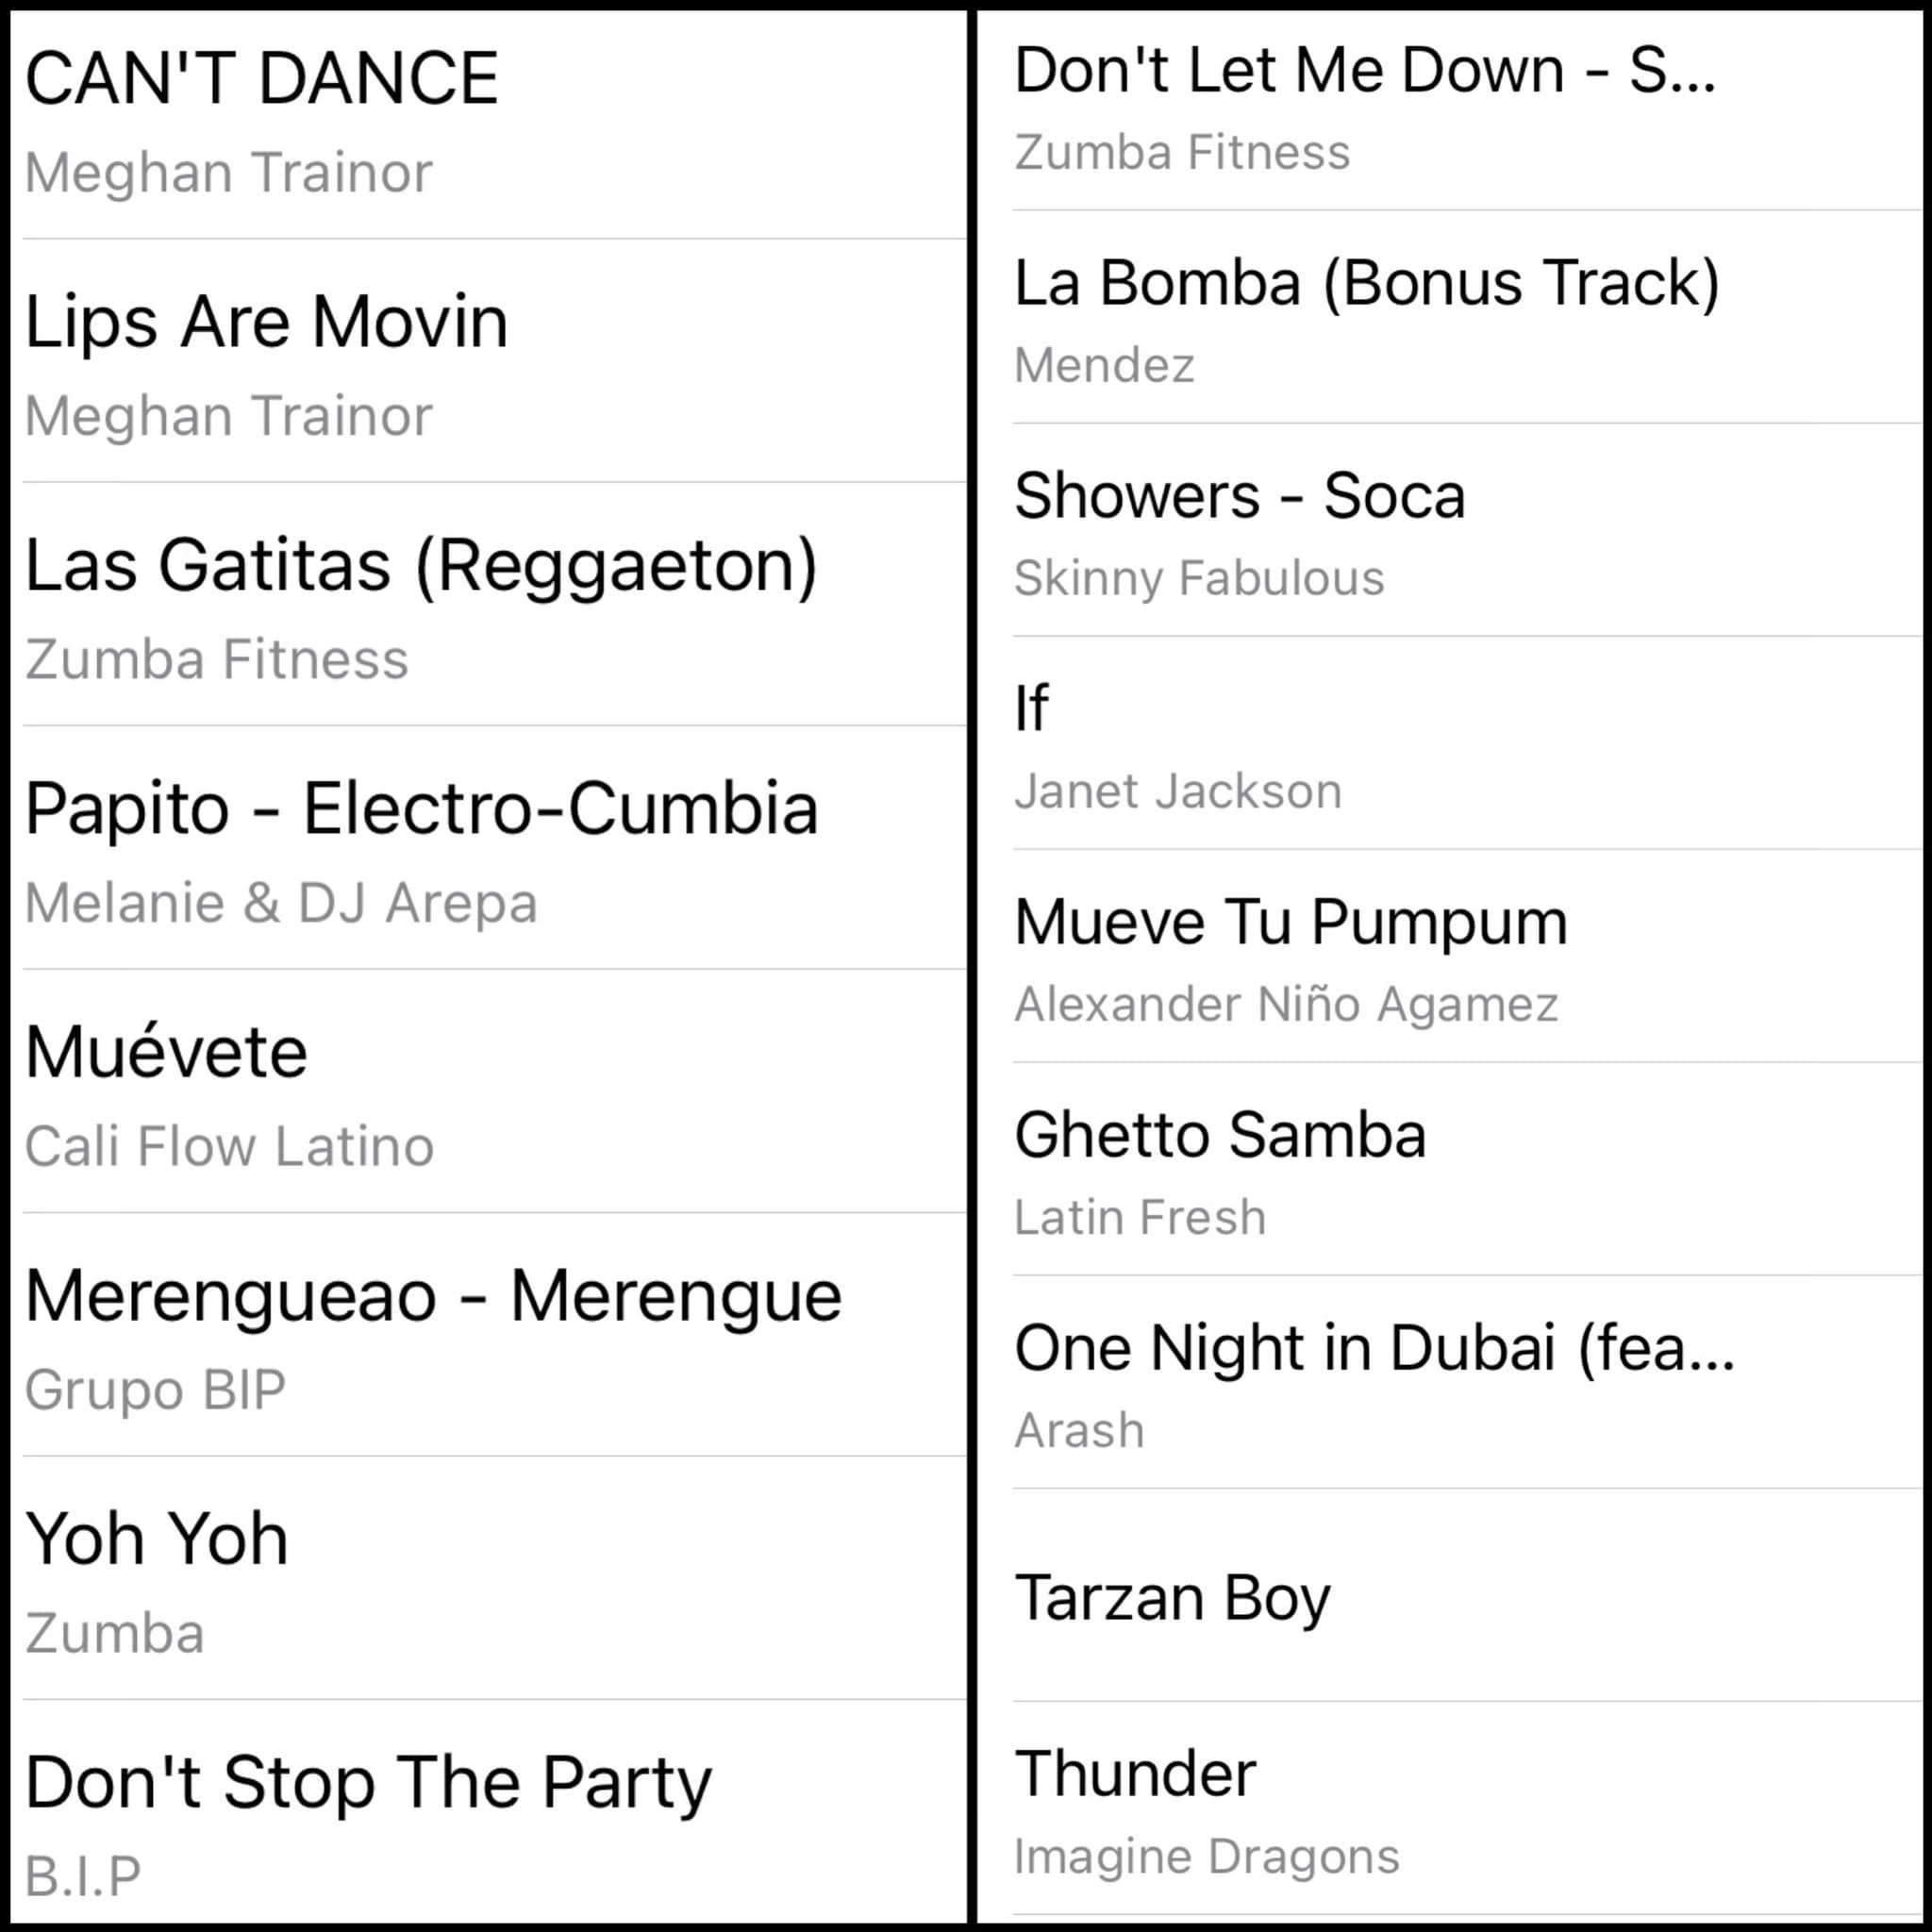 CAN'T DANCE
Meghan Trainor
Lips Are Movin
Meghan Trainor
Las Gatitas (Reggaeton)
Zumba Fitness
Papito - Electro-Cumbia
Melanie & DJ Arepa
Muévete
Cali Flow Latino
Merengueao - Merengue
Grupo BIP
Yoh Yoh
Zumba
Don't Stop The Party
B.I.P
Don't Let Me Down - S...
Zumba Fitness
La Bomba (Bonus Track)
Mendez
Showers - Soca
Skinny Fabulous
If
Janet Jackson
Mueve Tu Pumpum
Alexander Niño Agamez
Ghetto Samba
Latin Fresh
One Night in Dubai (fea...
Arash
Tarzan Boy
Thunder
Imagine Dragons